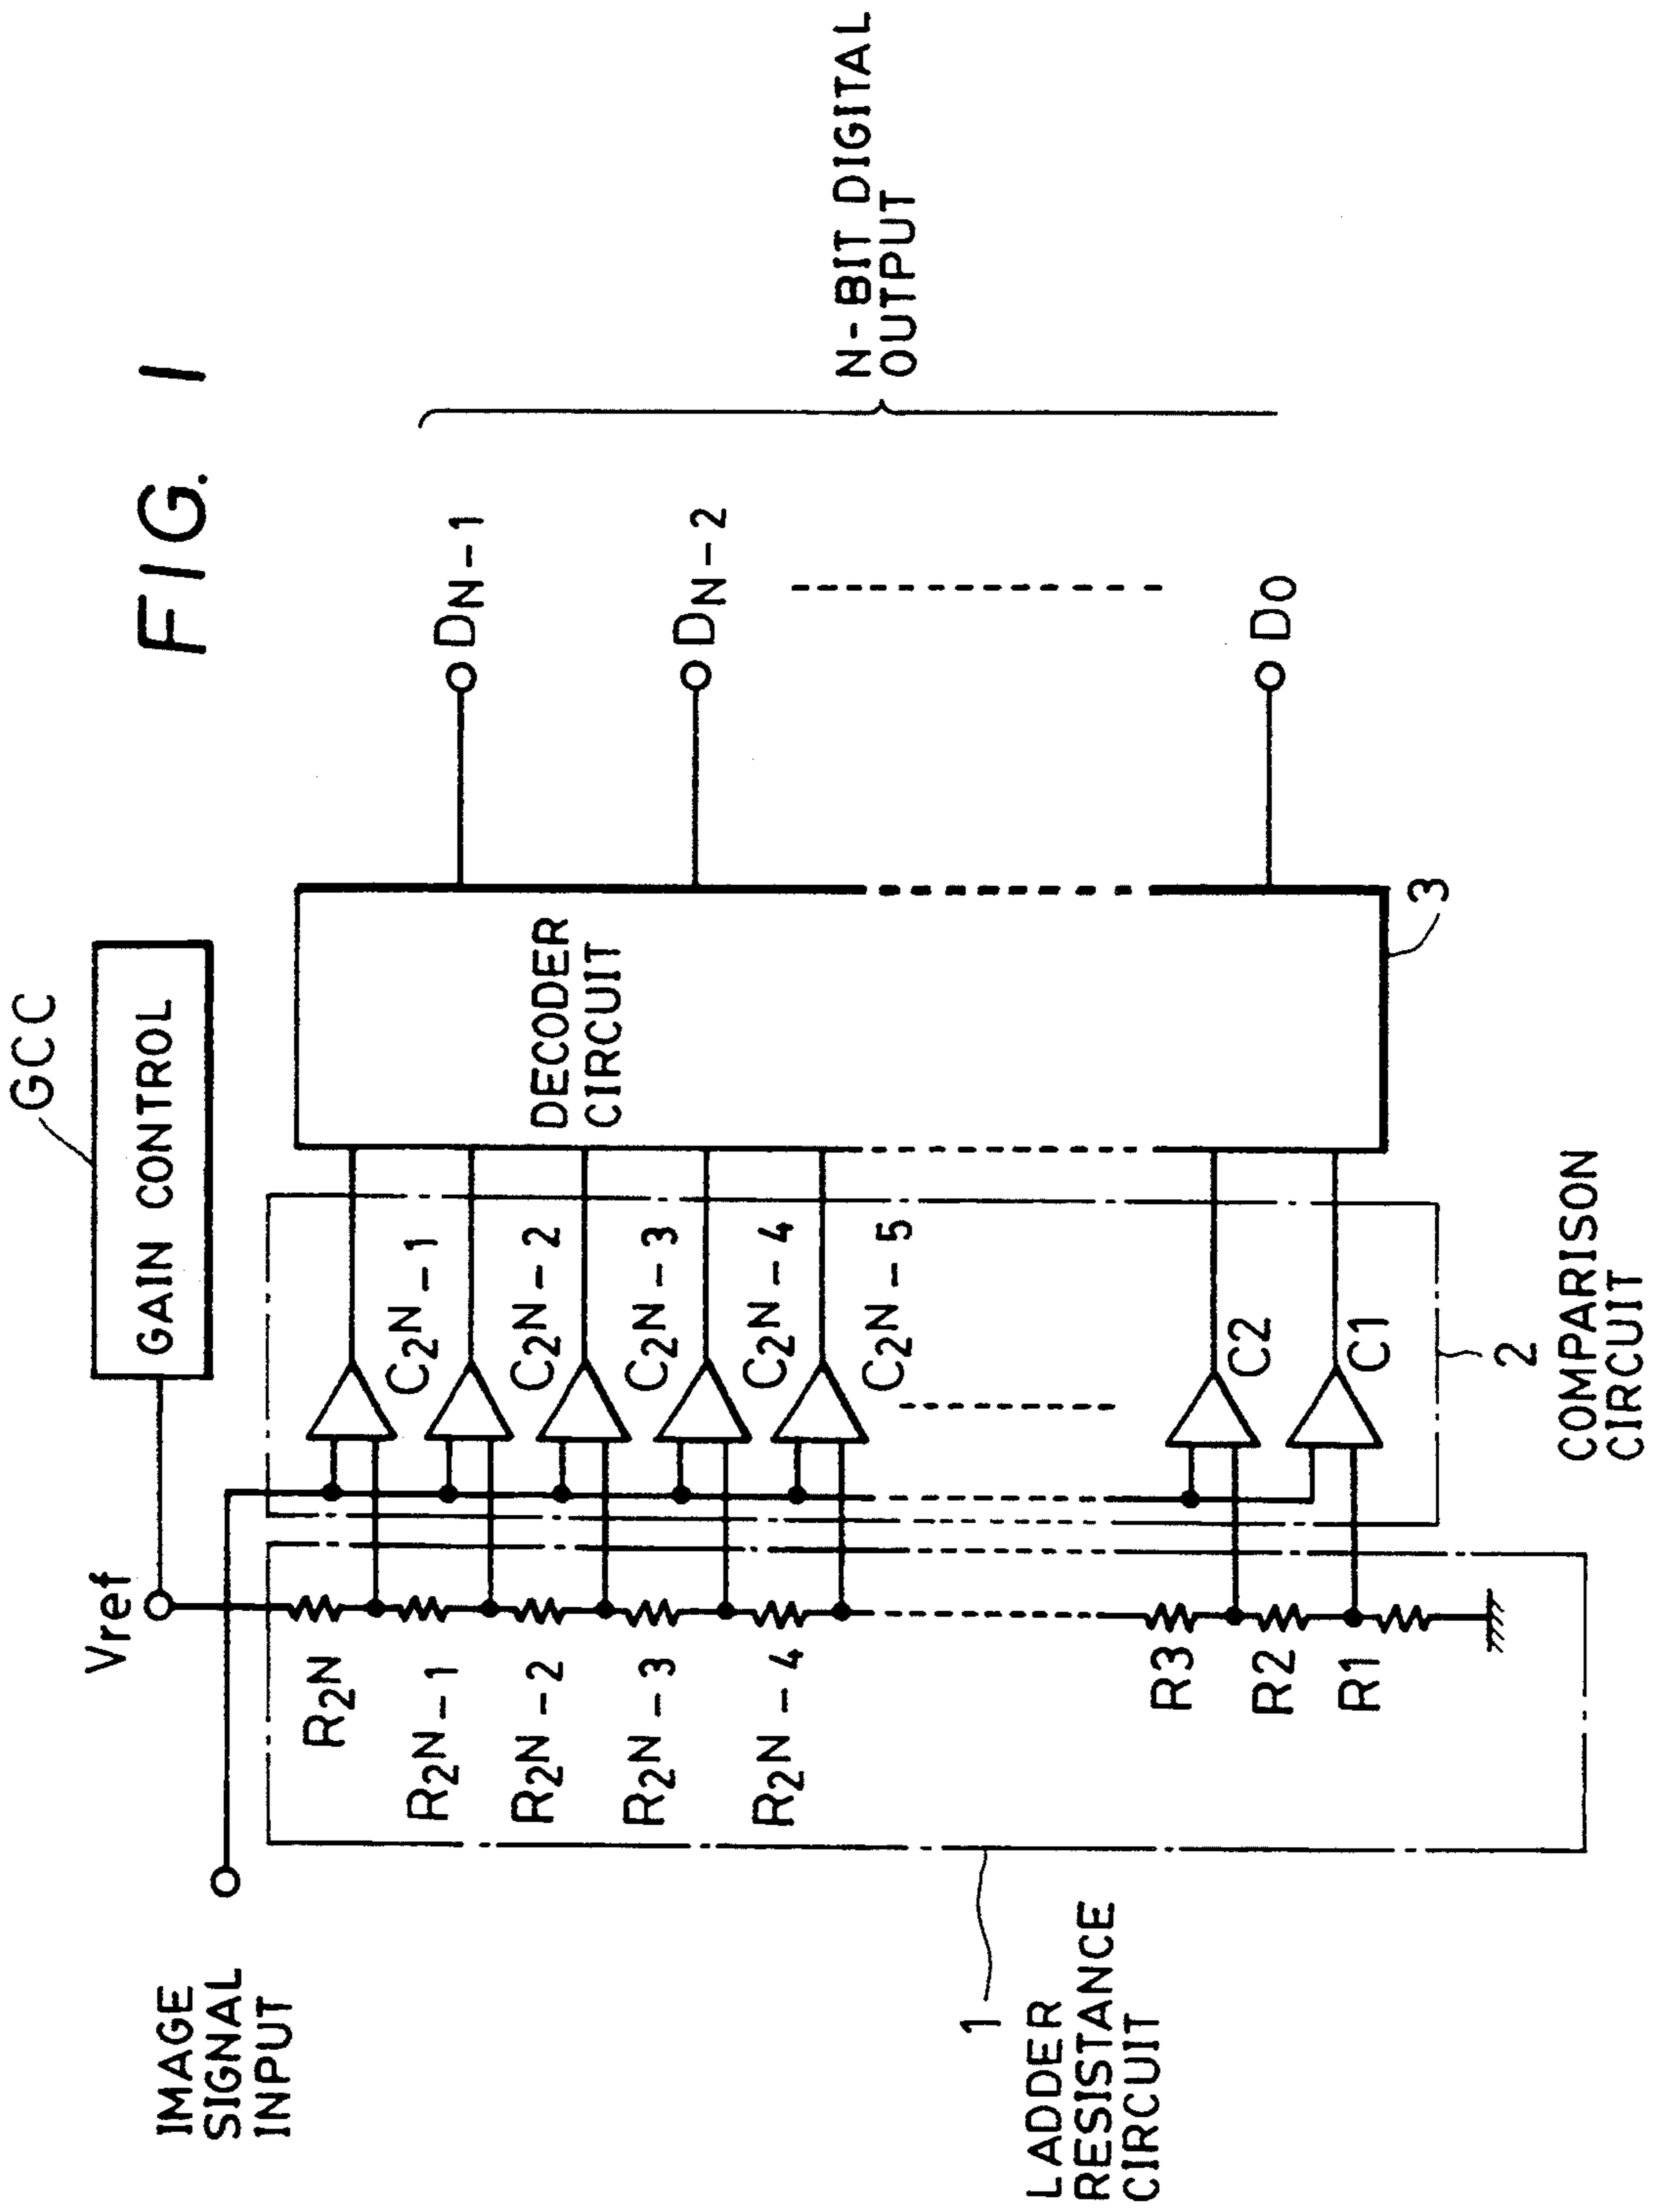 FIG. 1
GCC
GAIN CONTROL
Vref
IMAGE
SIGNAL
INPUT
R2N
R2N-1
R2N-2
R2N-3
R2N-4
R3
R2
R1
C2N-1
C2N-2
C2N-3
C2N-4
C2N-5
C2
C1
DECODER
CIRCUIT
DN-1
DN-2
D0
N-BIT DIGITAL
OUTPUT
3
2
COMPARISON
CIRCUIT
1
LADDER
RESISTANCE
CIRCUIT